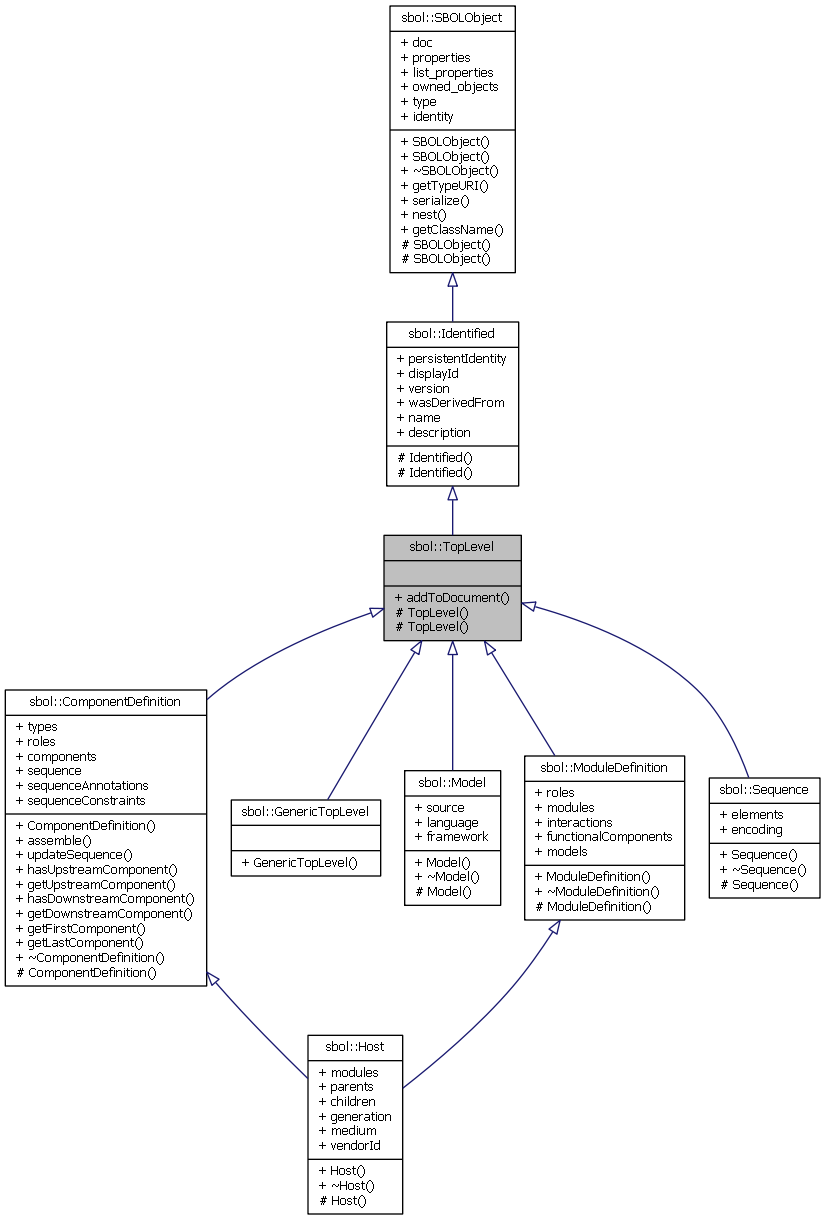 sbol::SBOLObject
+ doc
+ properties
+ list_properties
+ owned_objects
+ type
+ identity
+ SBOLObject()
+ SBOLObject()
+ ~SBOLObject()
+ getTypeURI()
+ serialize()
+ nest()
+ getClassName()
# SBOLObject()
# SBOLObject()
sbol::Identified
+ persistentIdentity
+ displayId
+ version
+ wasDerivedFrom
+ name
+ description
# Identified()
# Identified()
sbol::TopLevel
+ addToDocument()
# TopLevel()
# TopLevel()
sbol::ComponentDefinition
+ types
+ roles
+ components
+ sequence
+ sequenceAnnotations
+ sequenceConstraints
+ ComponentDefinition()
+ assemble()
+ updateSequence()
+ hasUpstreamComponent()
+ getUpstreamComponent()
+ hasDownstreamComponent()
+ getDownstreamComponent()
+ getFirstComponent()
+ getLastComponent()
+ ~ComponentDefinition()
# ComponentDefinition()
sbol::GenericTopLevel
+ GenericTopLevel()
sbol::Model
+ source
+ language
+ framework
+ Model()
+ ~Model()
# Model()
sbol::ModuleDefinition
+ roles
+ modules
+ interactions
+ functionalComponents
+ models
+ ModuleDefinition()
+ ~ModuleDefinition()
# ModuleDefinition()
sbol::Sequence
+ elements
+ encoding
+ Sequence()
+ ~Sequence()
# Sequence()
sbol::Host
+ modules
+ parents
+ children
+ generation
+ medium
+ vendorId
+ Host()
+ ~Host()
# Host()